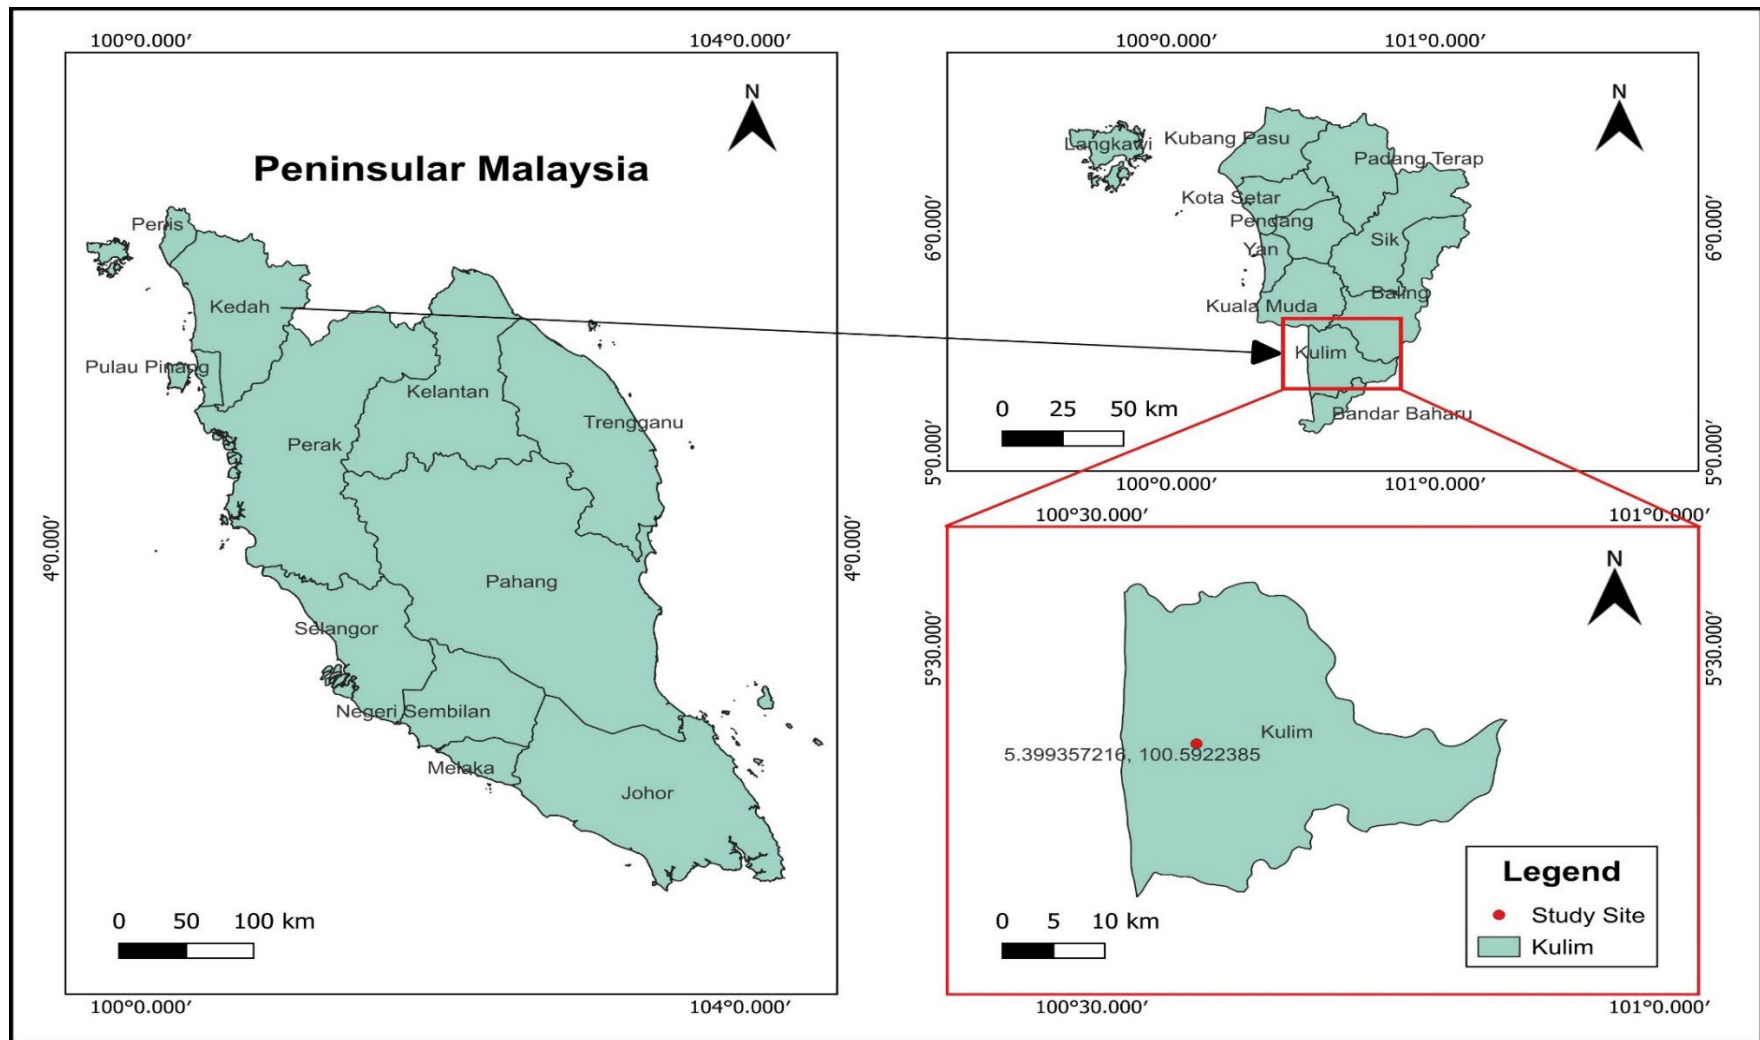 100°0.000′
104°0.000′
N
Peninsular Malaysia
Perlis
Kedah
Pulau Pinang
Kelantan
Trengganu
Perak
4°0.000′
4°0.000′
Pahang
Selangor
Negeri Sembilan
Melaka
Johor
0 50 100 km
100°0.000′
104°0.000′
100°0.000′
101°0.000′
N
Langkawi
Kubang Pasu
Padang Terap
Kota Setar
Pendang
Yan
Sik
6°0.000′
6°0.000′
Baling
Kuala Muda
Kulim
0 25 50 km
Bandar Baharu
5°0.000′
5°0.000′
100°0.000′
101°0.000′
100°30.000′
101°0.000′
N
5°30.000′
5°30.000′
Kulim
5.399357216, 100.5922385
0 5 10 km
Legend
Study Site
Kulim
100°30.000′
101°0.000′